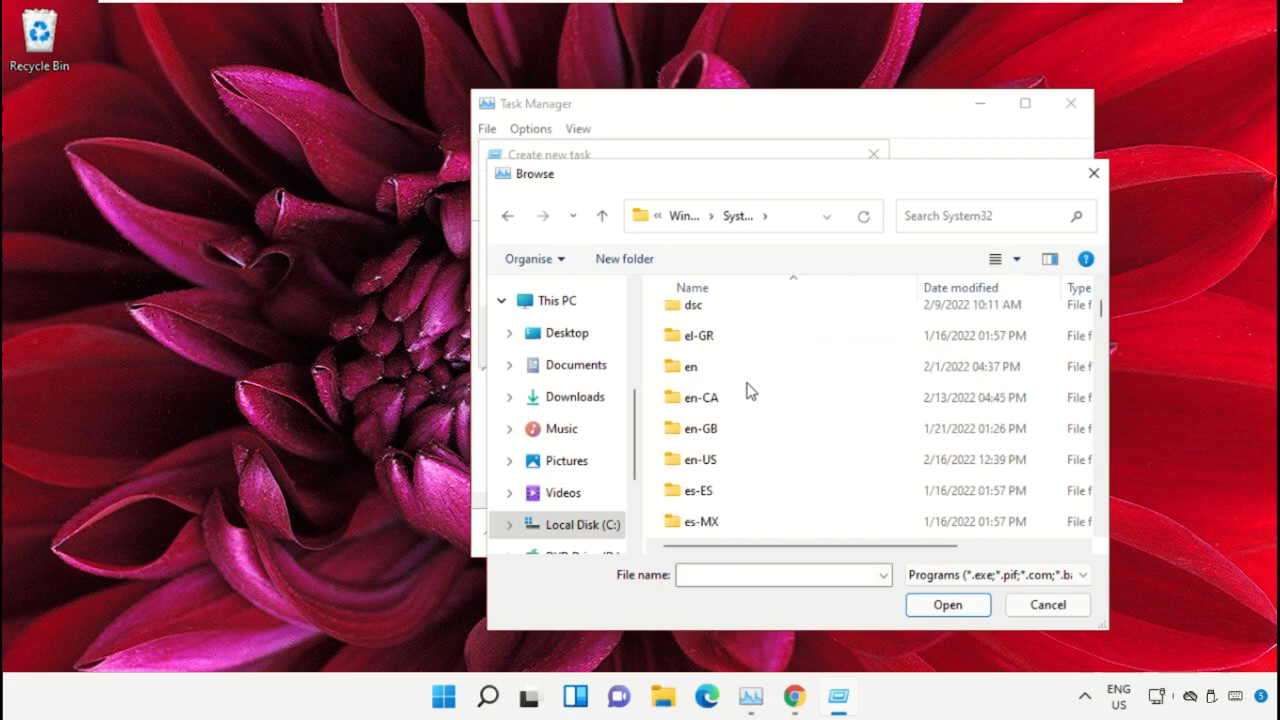 Recycle Bin
Task Manager
File Options View
Create new task
Browse
« Win... › Syst... ›
Search System32
Organise
New folder
Name Date modified Type
This PC
Desktop
Documents
Downloads
Music
Pictures
Videos
Local Disk (C:)
dsc 2/9/2022 10:11 AM File f
el-GR 1/16/2022 01:57 PM File f
en 2/1/2022 04:37 PM File f
en-CA 2/13/2022 04:45 PM File f
en-GB 1/21/2022 01:26 PM File f
en-US 2/16/2022 12:39 PM File f
es-ES 1/16/2022 01:57 PM File f
es-MX 1/16/2022 01:57 PM File f
File name:
Programs (*.exe;*.pif;*.com;*.ba
Open
Cancel
ENG
US
5